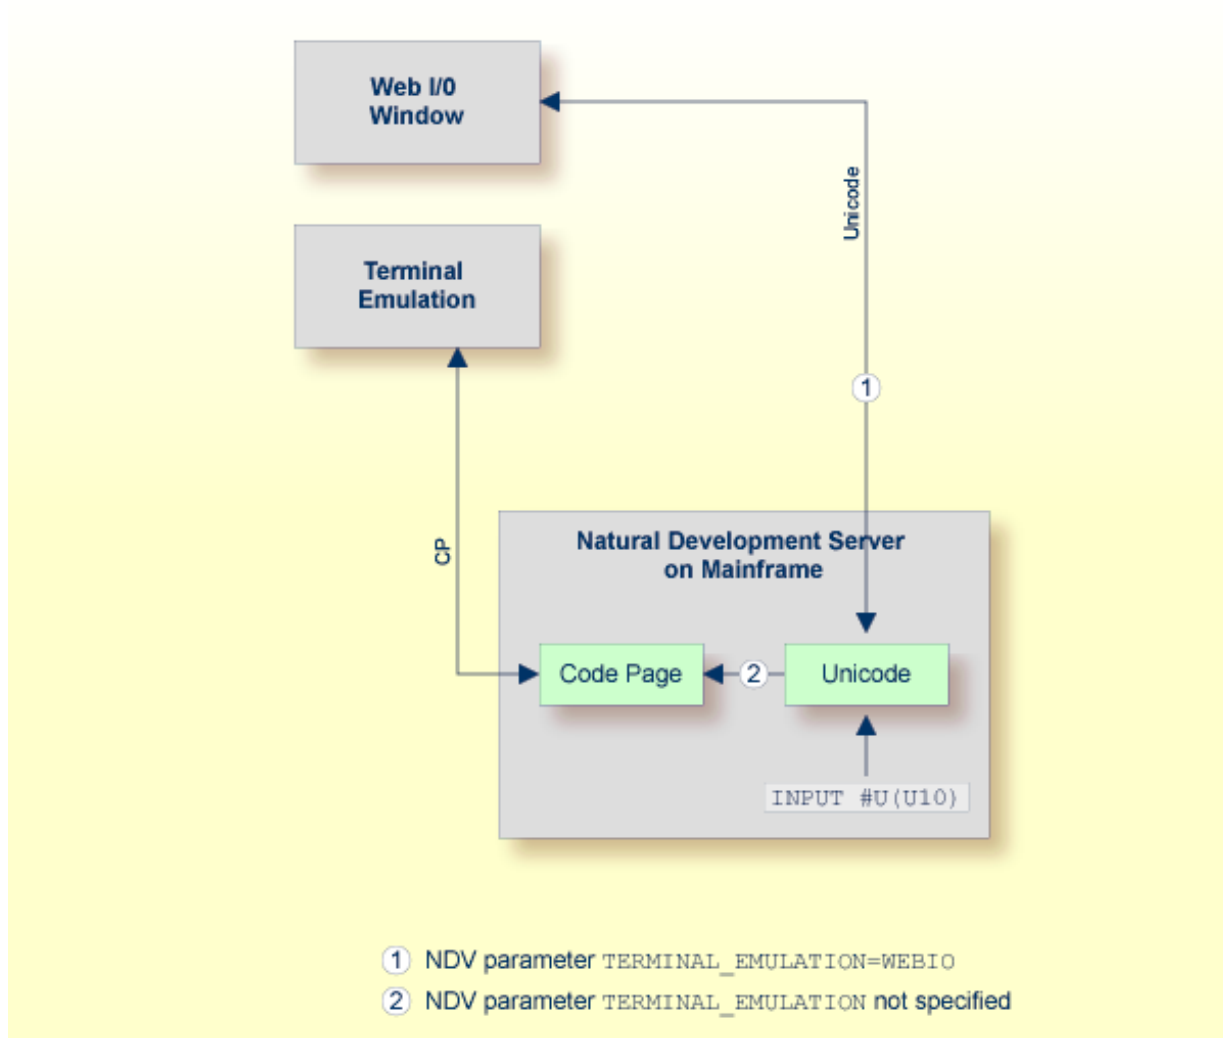 Web I/0
Window
Unicode
Terminal
Emulation
1
CP
Natural Development Server
on Mainframe
Code Page
2
Unicode
INPUT #U(U10)
1 NDV parameter TERMINAL_EMULATION=WEBIO
2 NDV parameter TERMINAL_EMULATION not specified